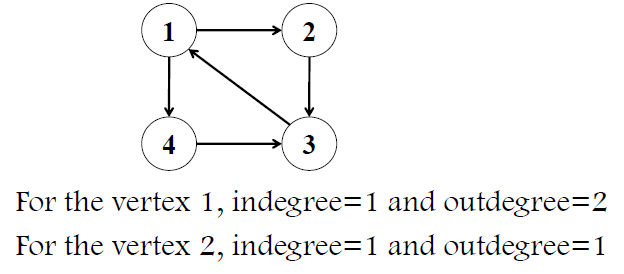 1 2
4 3
For the vertex 1, indegree=1 and outdegree=2
For the vertex 2, indegree=1 and outdegree=1